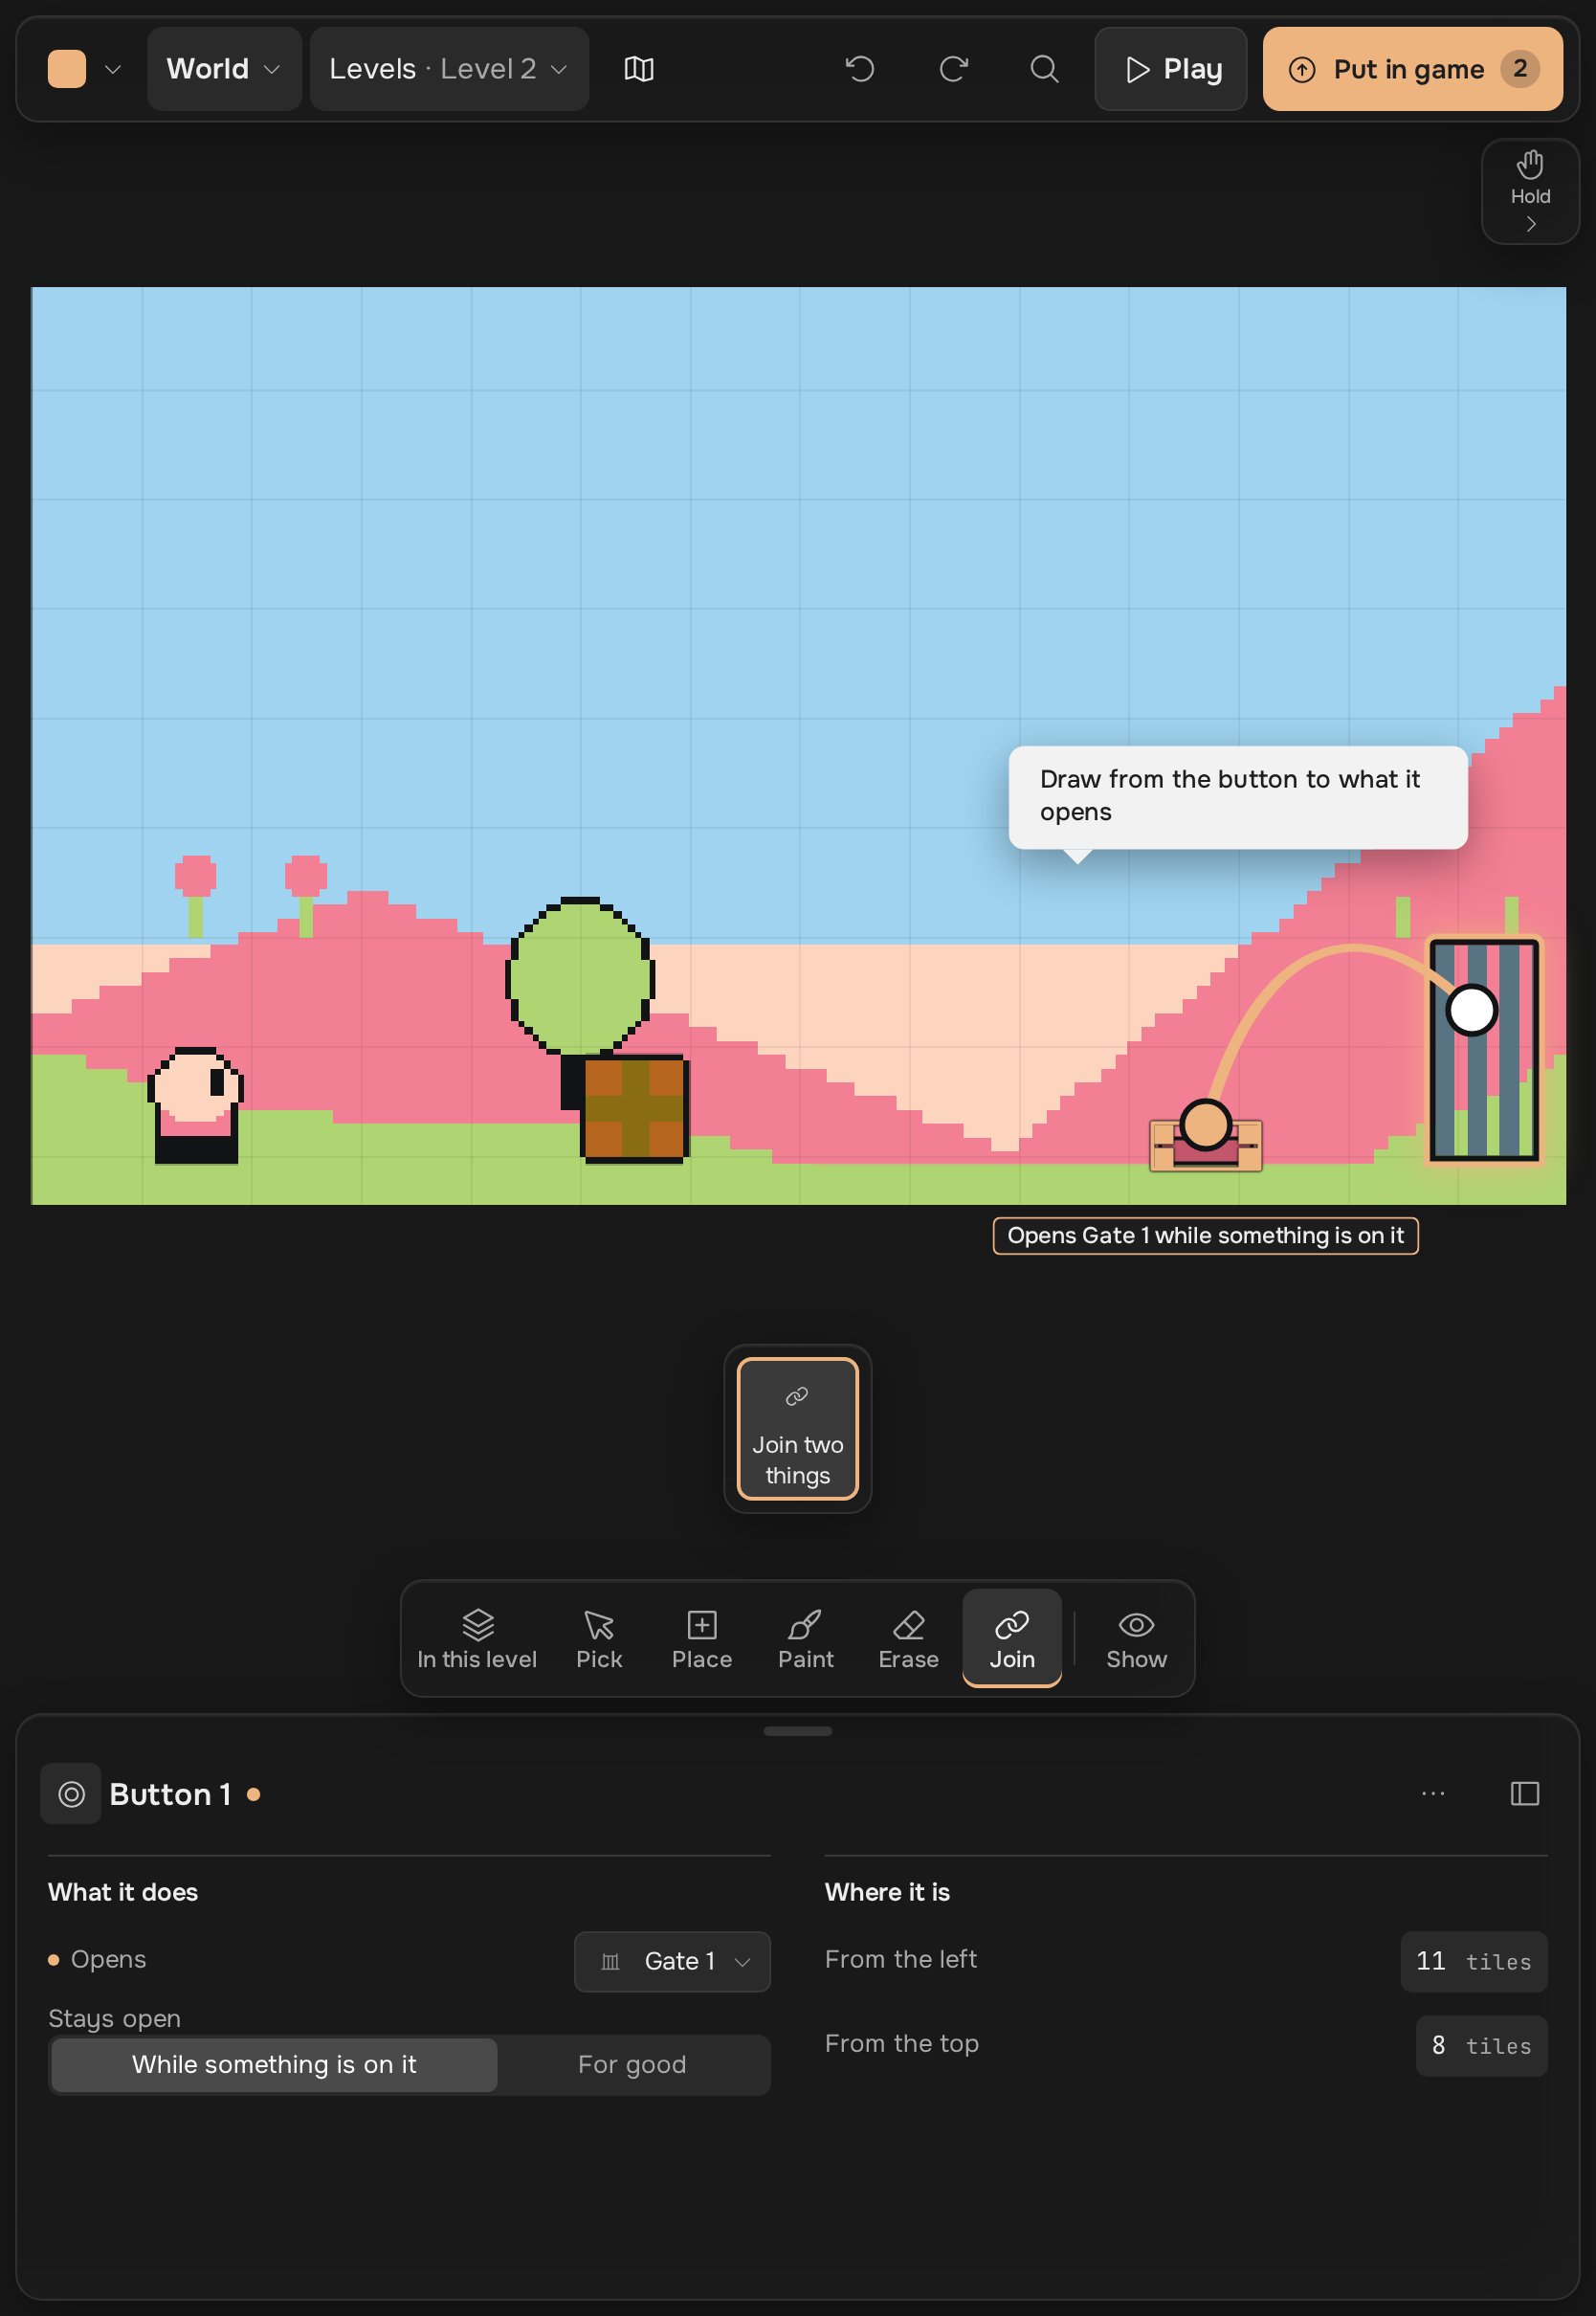 World
Levels · Level 2
Play
Put in game 2
Hold
Draw from the button to what it
opens
Opens Gate 1 while something is on it
Join two
things
In this level
Pick
Place
Paint
Erase
Join
Show
Button 1
What it does
Opens
Gate 1
Stays open
While something is on it
For good
Where it is
From the left
11 tiles
From the top
8 tiles